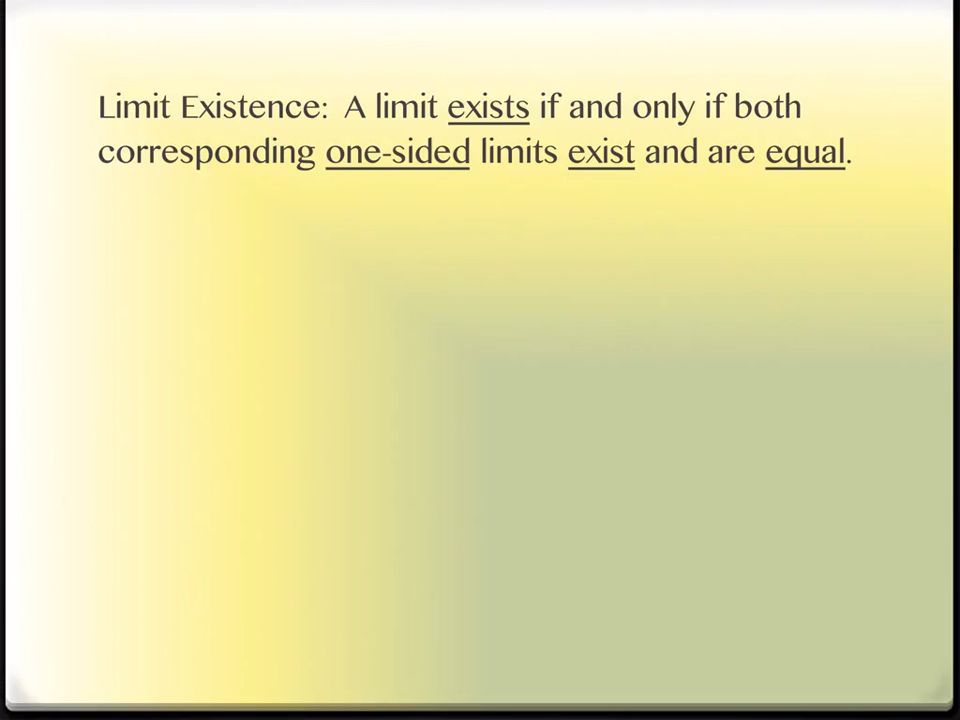 Limit Existence:  A limit exists if and only if both
corresponding one-sided limits exist and are equal.